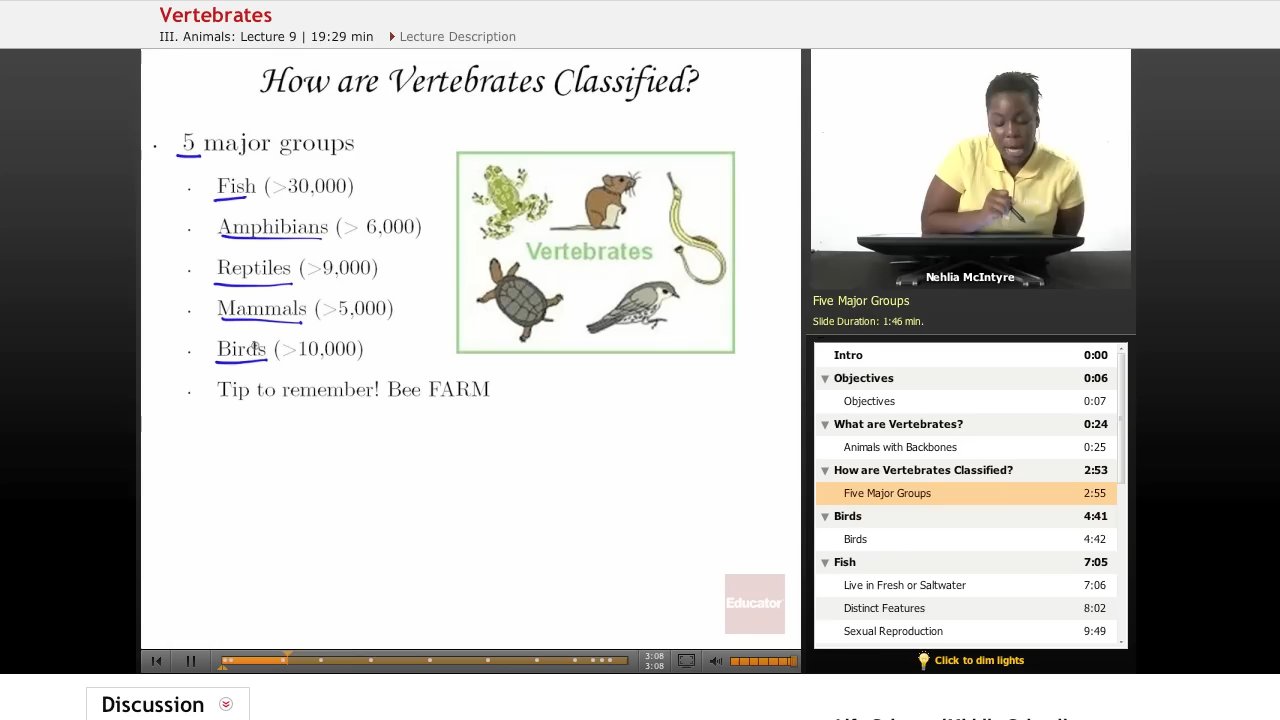 Vertebrates
III. Animals: Lecture 9 | 19:29 min Lecture Description
How are Vertebrates Classified?
5 major groups
Fish (>30,000)
Amphibians (> 6,000)
Reptiles (>9,000)
Mammals (>5,000)
Birds (>10,000)
Tip to remember! Bee FARM
Vertebrates
Educator
Nehlia McIntyre
Five Major Groups
Slide Duration: 1:46 min.
Intro 0:00
Objectives 0:06
Objectives 0:07
What are Vertebrates? 0:24
Animals with Backbones 0:25
How are Vertebrates Classified? 2:53
Five Major Groups 2:55
Birds 4:41
Birds 4:42
Fish 7:05
Live in Fresh or Saltwater 7:06
Distinct Features 8:02
Sexual Reproduction 9:49
3:08
3:08
Click to dim lights
Discussion